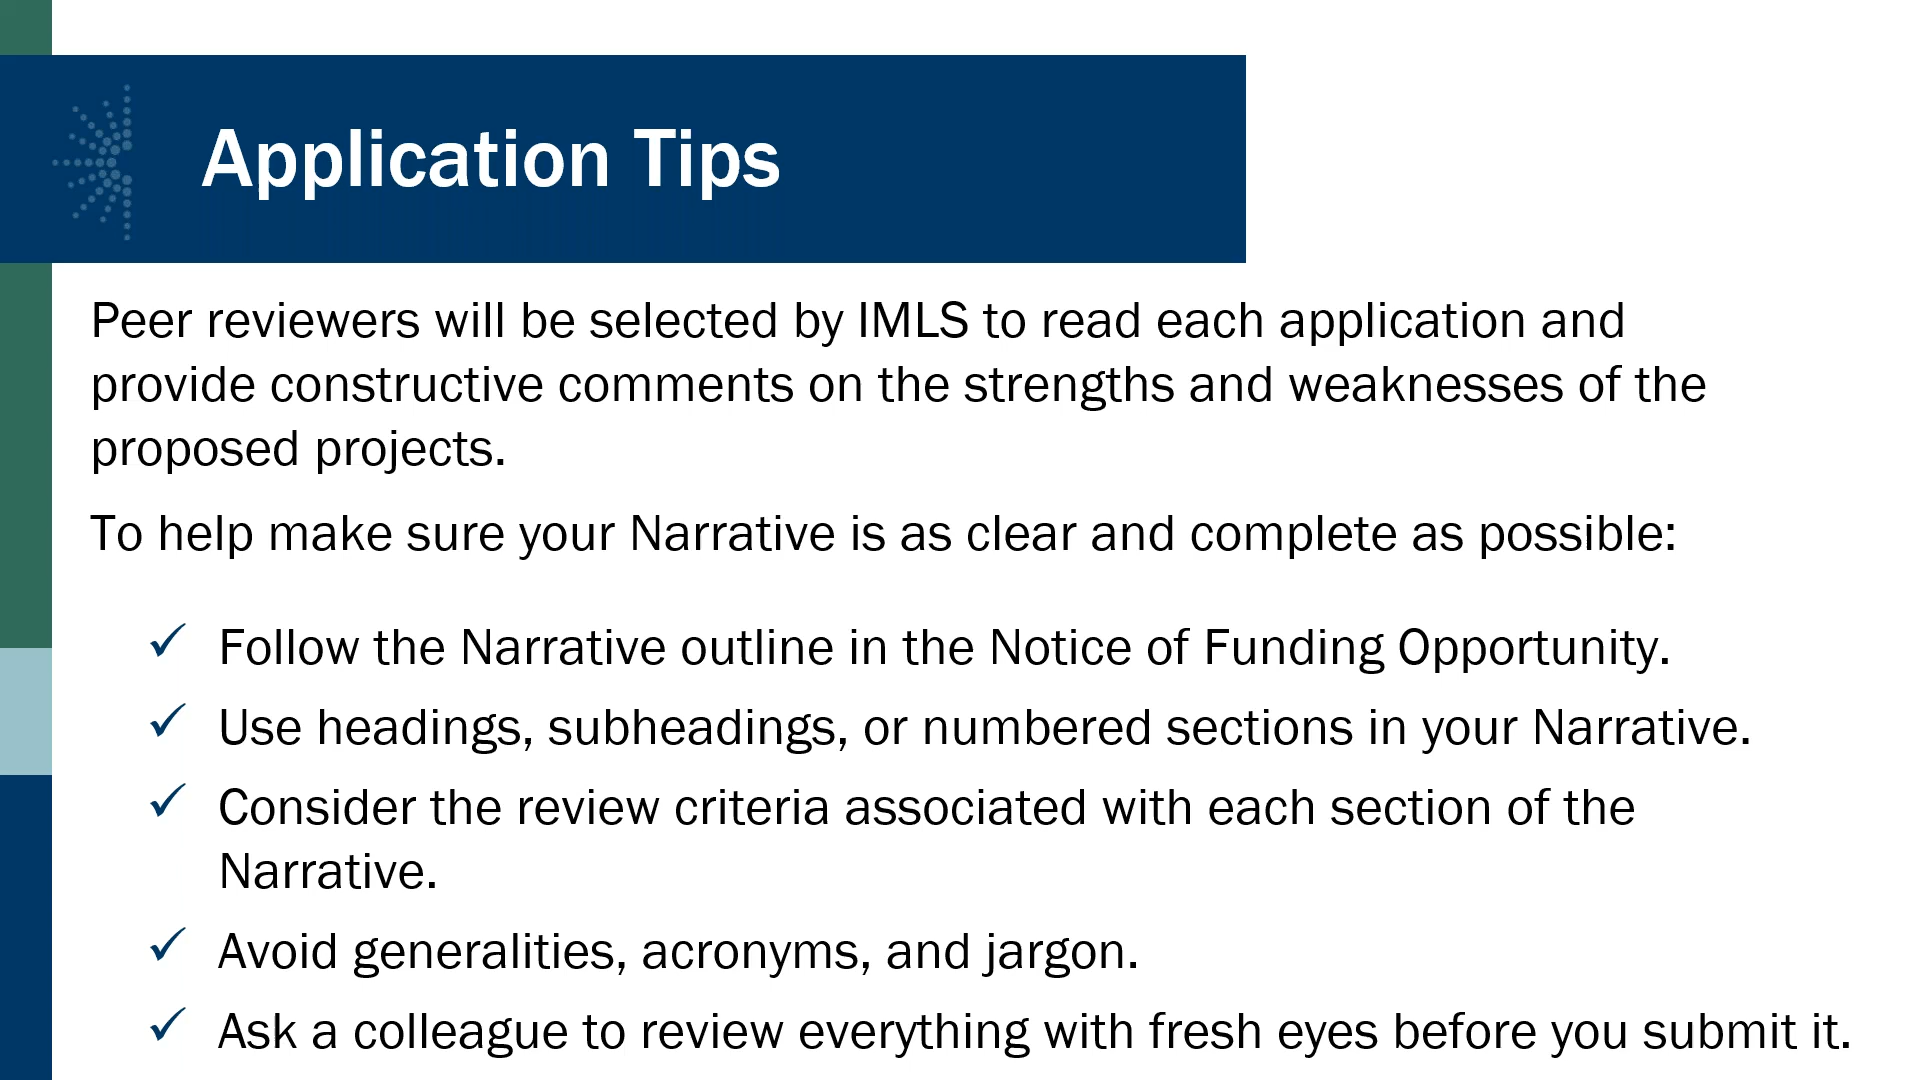 Application Tips
Peer reviewers will be selected by IMLS to read each application and
provide constructive comments on the strengths and weaknesses of the
proposed projects.
To help make sure your Narrative is as clear and complete as possible:
✓ Follow the Narrative outline in the Notice of Funding Opportunity.
✓ Use headings, subheadings, or numbered sections in your Narrative.
✓ Consider the review criteria associated with each section of the
Narrative.
✓ Avoid generalities, acronyms, and jargon.
✓ Ask a colleague to review everything with fresh eyes before you submit it.